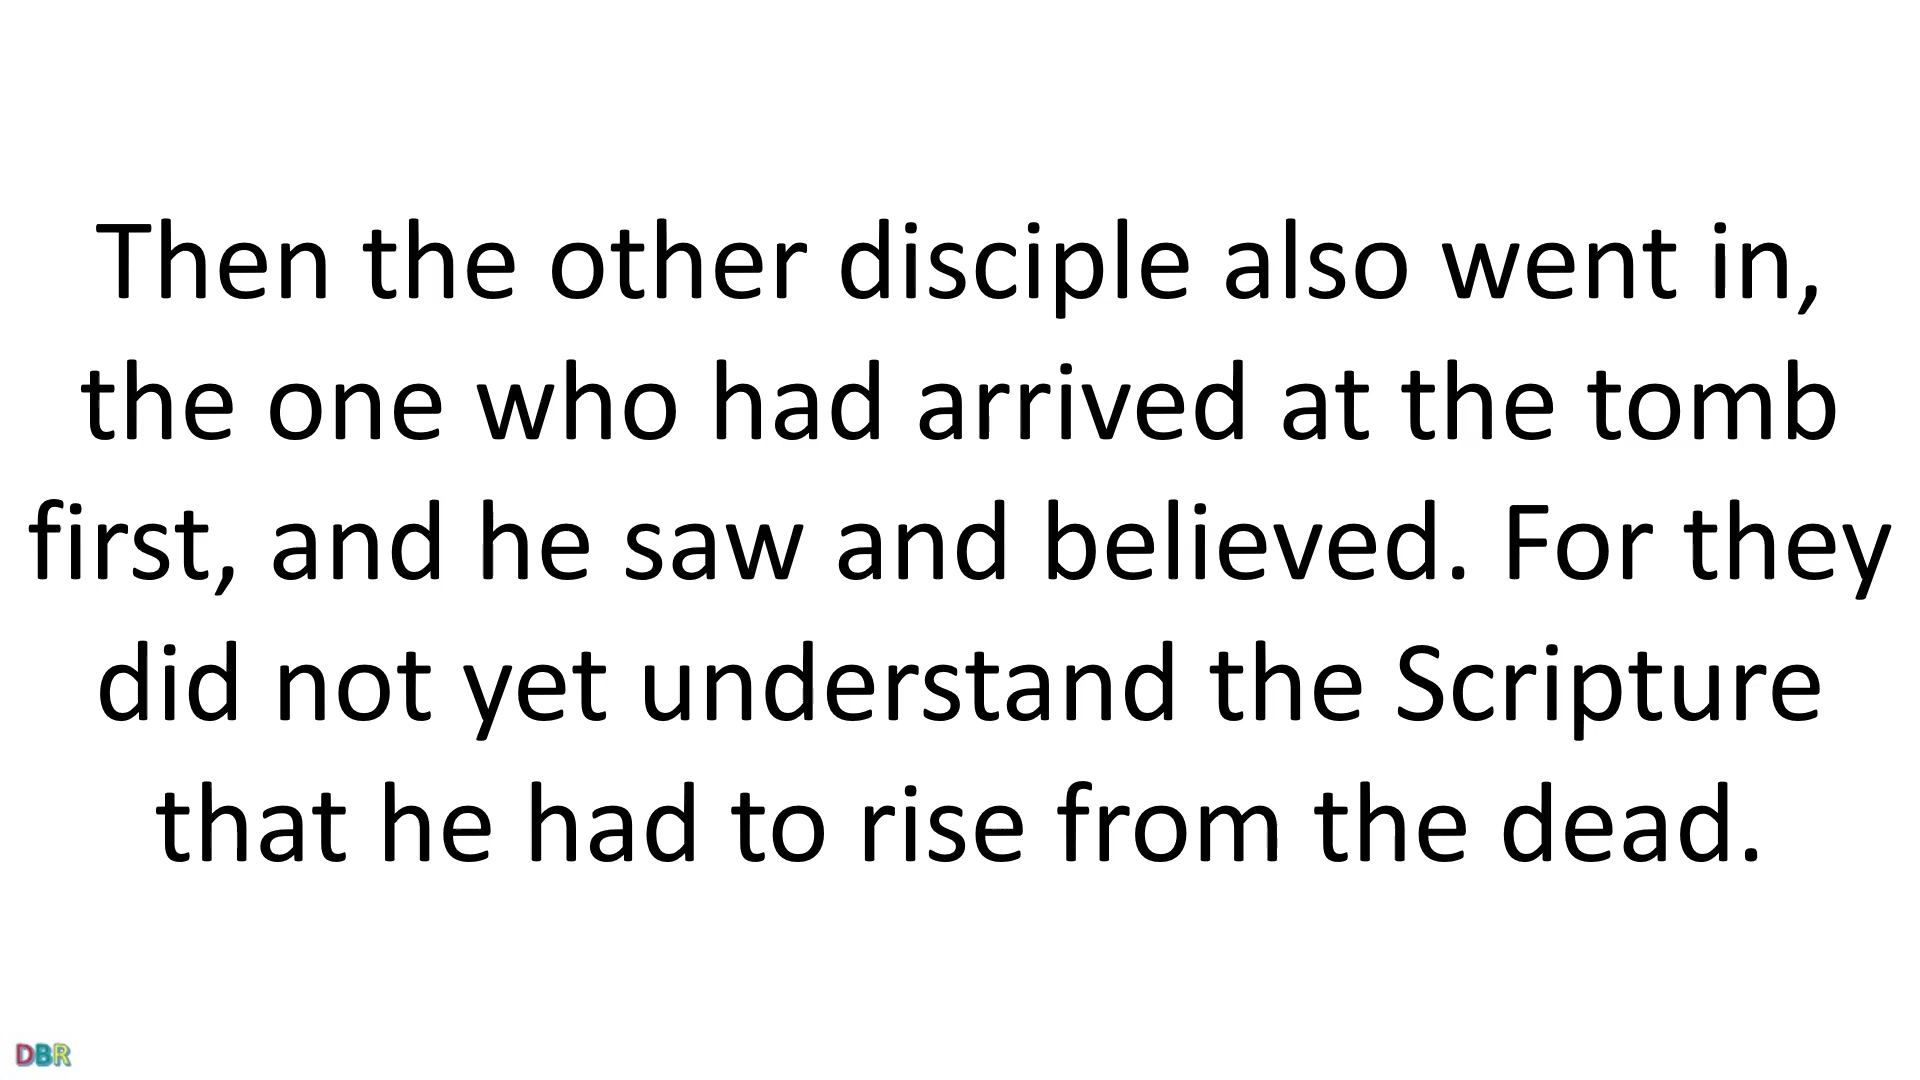 Then the other disciple also went in,
the one who had arrived at the tomb
first, and he saw and believed. For they
did not yet understand the Scripture
that he had to rise from the dead.
DBR